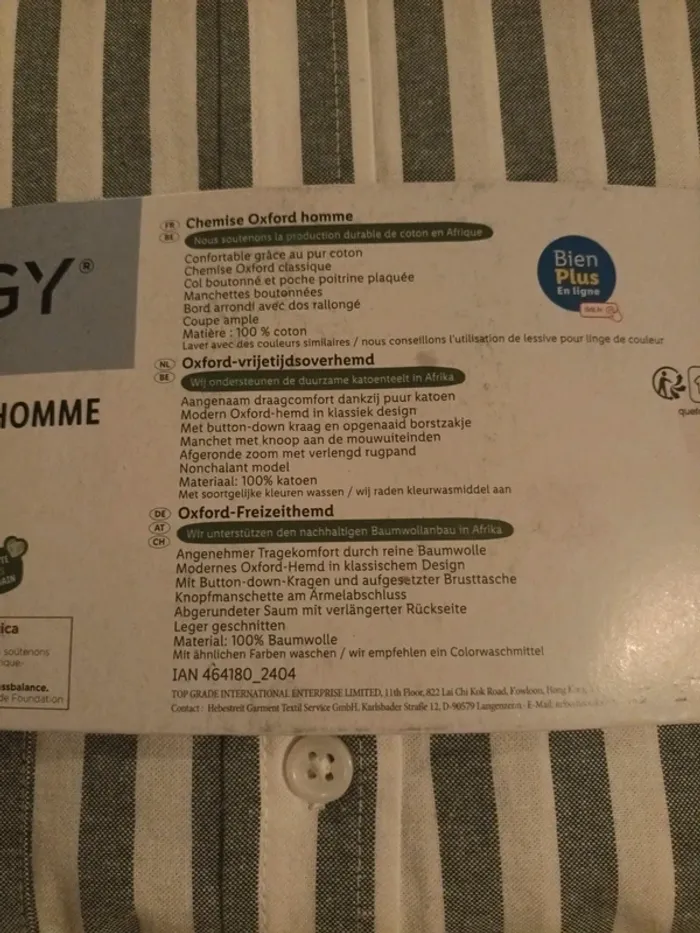 GY®
HOMME
FR
BE
Chemise Oxford homme
Nous soutenons la production durable de coton en Afrique
Confortable grâce au pur coton
Chemise Oxford classique
Col boutonné et poche poitrine plaquée
Manchettes boutonnées
Bord arrondi avec dos rallongé
Coupe ample
Matière : 100 % coton
Laver avec des couleurs similaires / nous conseillons l'utilisation de lessive pour linge de couleur
Bien
Plus
En ligne
NL
BE
Oxford-vrijetijdsoverhemd
Wij ondersteunen de duurzame katoenteelt in Afrika
Aangenaam draagcomfort dankzij puur katoen
Modern Oxford-hemd in klassiek design
Met button-down kraag en opgenaaid borstzakje
Manchet met knoop aan de mouwuiteinden
Afgeronde zoom met verlengd rugpand
Nonchalant model
Materiaal: 100% katoen
Met soortgelijke kleuren wassen / wij raden kleurwasmiddel aan
DE
AT
CH
Oxford-Freizeithemd
Wir unterstützen den nachhaltigen Baumwollanbau in Afrika
Angenehmer Tragekomfort durch reine Baumwolle
Modernes Oxford-Hemd in klassischem Design
Mit Button-down-Kragen und aufgesetzter Brusttasche
Knopfmanschette am Ärmelabschluss
Abgerundeter Saum mit verlängerter Rückseite
Leger geschnitten
Material: 100% Baumwolle
Mit ähnlichen Farben waschen / wir empfehlen ein Colorwaschmittel
IAN 464180_2404
TOP GRADE INTERNATIONAL ENTERPRISE LIMITED, 11th Floor, 822 Lai Chi Kok Road, Kowloon, Hong
Contact : Hebestreit Garment Textil Service GmbH, Karlsbader Straße 12, D-90579 Langenzenn · E-Mail:
ica
soutenons
ique-
ssbalance.
de Foundation
quel